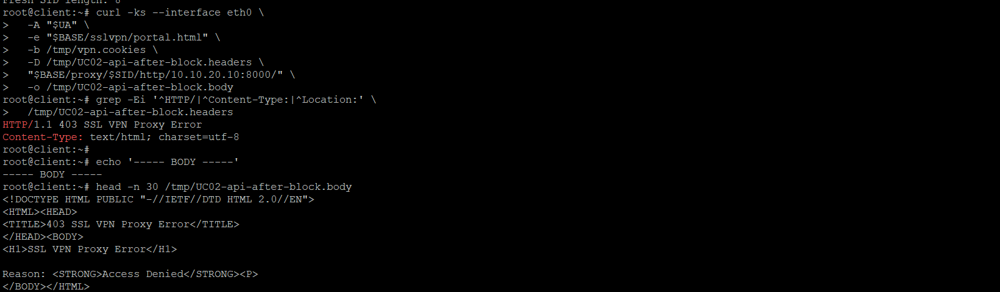 Fresh SID length: 8
root@client:~# curl -ks --interface eth0 \
>   -A "$UA" \
>   -e "$BASE/sslvpn/portal.html" \
>   -b /tmp/vpn.cookies \
>   -D /tmp/UC02-api-after-block.headers \
>   "$BASE/proxy/$SID/http/10.10.20.10:8000/" \
>   -o /tmp/UC02-api-after-block.body
root@client:~# grep -Ei '^HTTP/|^Content-Type:|^Location:' \
>   /tmp/UC02-api-after-block.headers
HTTP/1.1 403 SSL VPN Proxy Error
Content-Type: text/html; charset=utf-8
root@client:~#
root@client:~# echo '----- BODY -----'
----- BODY -----
root@client:~# head -n 30 /tmp/UC02-api-after-block.body
<!DOCTYPE HTML PUBLIC "-//IETF//DTD HTML 2.0//EN">
<HTML><HEAD>
<TITLE>403 SSL VPN Proxy Error</TITLE>
</HEAD><BODY>
<H1>SSL VPN Proxy Error</H1>

Reason: <STRONG>Access Denied</STRONG><P>
</BODY></HTML>